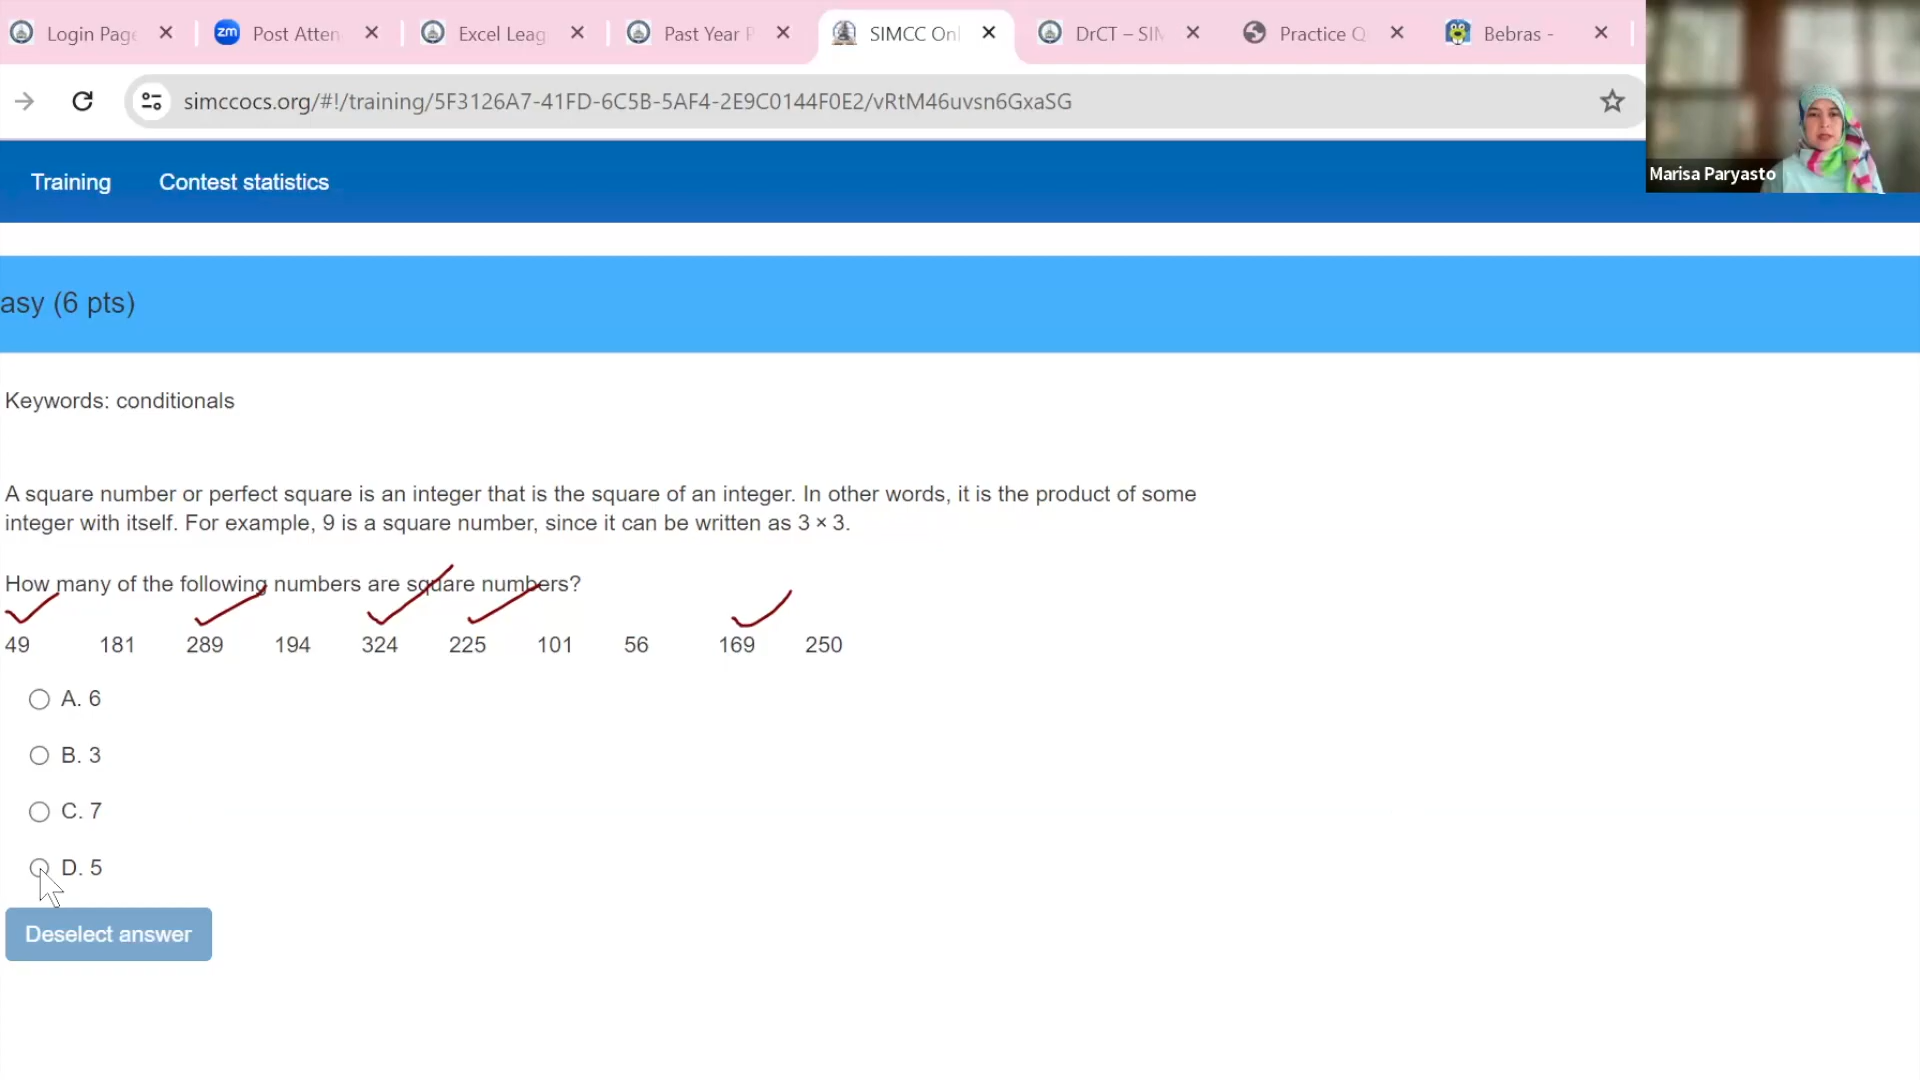 Login Page
Post Atten
Excel Leag
Past Year P
SIMCC Onl
DrCT – SIM
Practice Q
Bebras -
simccocs.org/#!/training/5F3126A7-41FD-6C5B-5AF4-2E9C0144F0E2/vRtM46uvsn6GxaSG
Marisa Paryasto
Training Contest statistics
asy (6 pts)
Keywords: conditionals
A square number or perfect square is an integer that is the square of an integer. In other words, it is the product of some
integer with itself. For example, 9 is a square number, since it can be written as 3 × 3.
How many of the following numbers are square numbers?
49 181 289 194 324 225 101 56 169 250
A. 6
B. 3
C. 7
D. 5
Deselect answer